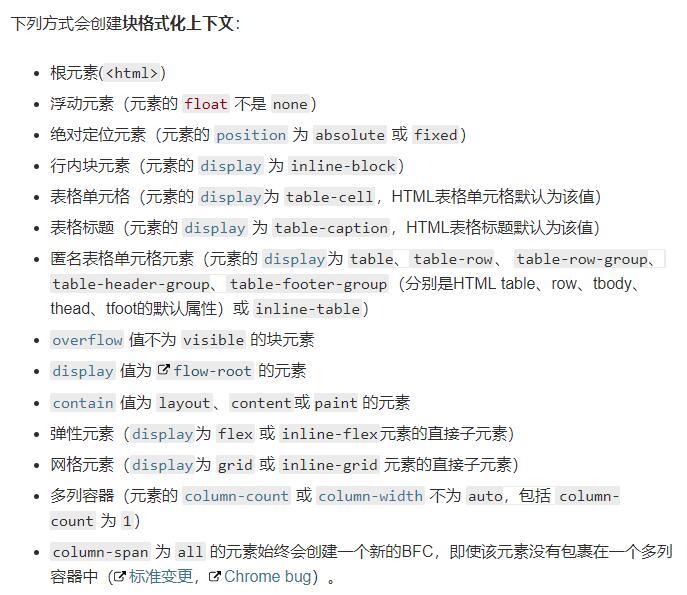 下列方式会创建块格式化上下文：
根元素(<html>)
浮动元素（元素的 float 不是 none）
绝对定位元素（元素的 position 为 absolute 或 fixed）
行内块元素（元素的 display 为 inline-block）
表格单元格（元素的 display为 table-cell，HTML表格单元格默认为该值）
表格标题（元素的 display 为 table-caption，HTML表格标题默认为该值）
匿名表格单元格元素（元素的 display为 table、table-row、 table-row-group、
table-header-group、table-footer-group（分别是HTML table、row、tbody、
thead、tfoot的默认属性）或 inline-table）
overflow 值不为 visible 的块元素
display 值为 flow-root 的元素
contain 值为 layout、content或 paint 的元素
弹性元素（display为 flex 或 inline-flex元素的直接子元素）
网格元素（display为 grid 或 inline-grid 元素的直接子元素）
多列容器（元素的 column-count 或 column-width 不为 auto，包括 column-
count 为 1）
column-span 为 all 的元素始终会创建一个新的BFC，即使该元素没有包裹在一个多列
容器中（标准变更，Chrome bug）。